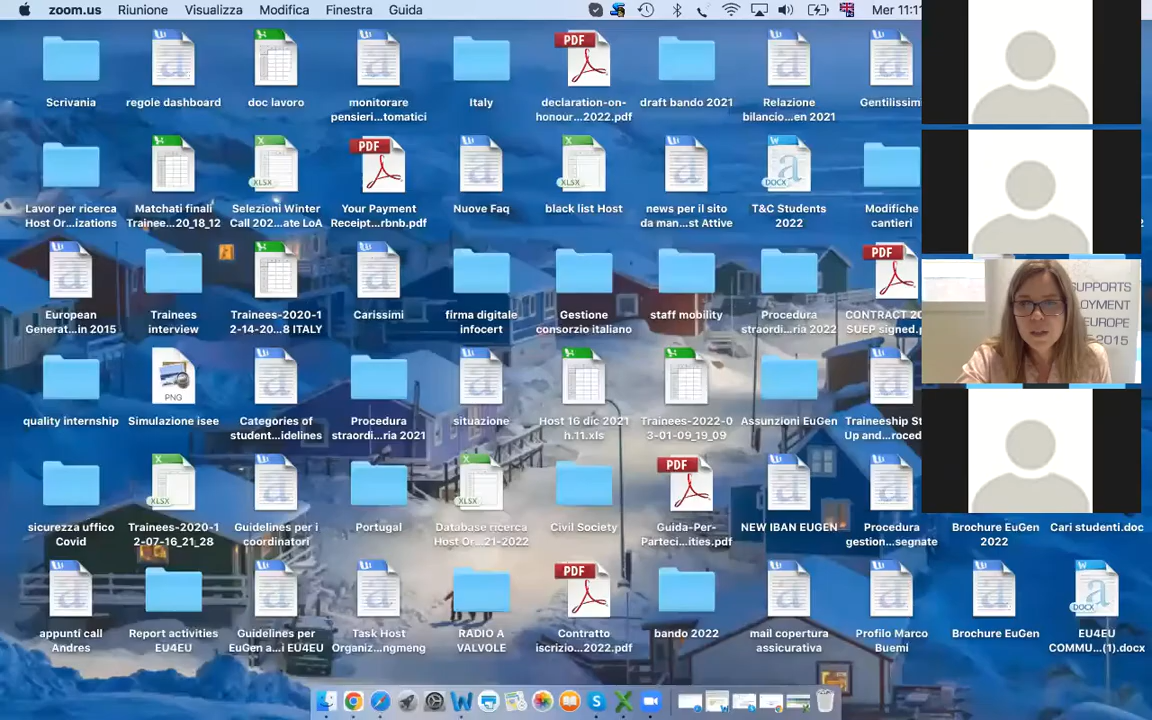 zoom.us Riunione Visualizza Modifica Finestra Guida Mer 11:11
Scrivania
regole dashboard
doc lavoro
monitorare
pensieri...tomatici
Italy
PDF
declaration-on-
honour...2022.pdf
draft bando 2021
Relazione
bilancio...en 2021
Gentilissim
Lavor per ricerca
Host Or...izations
Matchati finali
Trainee...20_18_12
XLSX
Selezioni Winter
Call 202...ate LoA
PDF
Your Payment
Receipt...rbnb.pdf
Nuove Faq
XLSX
black list Host
news per il sito
da man...st Attive
DOCX
T&C Students
2022
Modifiche
cantieri
European
Generat...in 2015
Trainees
interview
Trainees-2020-1
2-14-20...8 ITALY
Carissimi
firma digitale
infocert
Gestione
consorzio italiano
staff mobility
Procedura
straordi...ria 2022
PDF
CONTRACT 20
SUEP signed.p
SUPPORTS
LOYMENT
EUROPE
2015
quality internship
PNG
Simulazione isee
Categories of
student...idelines
Procedura
straordi...ria 2021
situazione
Host 16 dic 2021
h.11.xls
Trainees-2022-0
3-01-09_19_09
Assunzioni EuGen
Traineeship St
Up and...roced
sicurezza uffico
Covid
XLSX
Trainees-2020-1
2-07-16_21_28
Guidelines per i
coordinatori
Portugal
XLSX
Database ricerca
Host Or...21-2022
Civil Society
PDF
Guida-Per-
Parteci...ities.pdf
NEW IBAN EUGEN
Procedura
gestion...segnate
Brochure EuGen
2022
Cari studenti.doc
appunti call
Andres
Report activities
EU4EU
Guidelines per
EuGen a...i EU4EU
Task Host
Organiz...ngmeng
RADIO A
VALVOLE
PDF
Contratto
iscrizio...2022.pdf
bando 2022
mail copertura
assicurativa
Profilo Marco
Buemi
Brochure EuGen
DOCX
EU4EU
COMMU...(1).docx